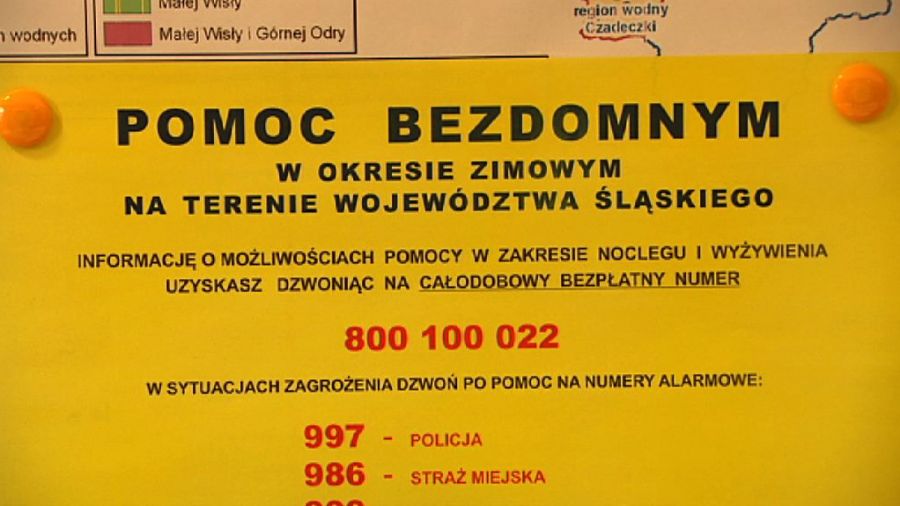 Małej Wisły
wodnych
Małej Wisły i Górnej Odry
region wodny
Czadeczki
POMOC BEZDOMNYM
W OKRESIE ZIMOWYM
NA TERENIE WOJEWÓDZTWA ŚLĄSKIEGO
INFORMACJĘ O MOŻLIWOŚCIACH POMOCY W ZAKRESIE NOCLEGU I WYŻYWIENIA
UZYSKASZ DZWONIĄC NA CAŁODOBOWY BEZPŁATNY NUMER
800 100 022
W SYTUACJACH ZAGROŻENIA DZWOŃ PO POMOC NA NUMERY ALARMOWE:
997 - POLICJA
986 - STRAŻ MIEJSKA